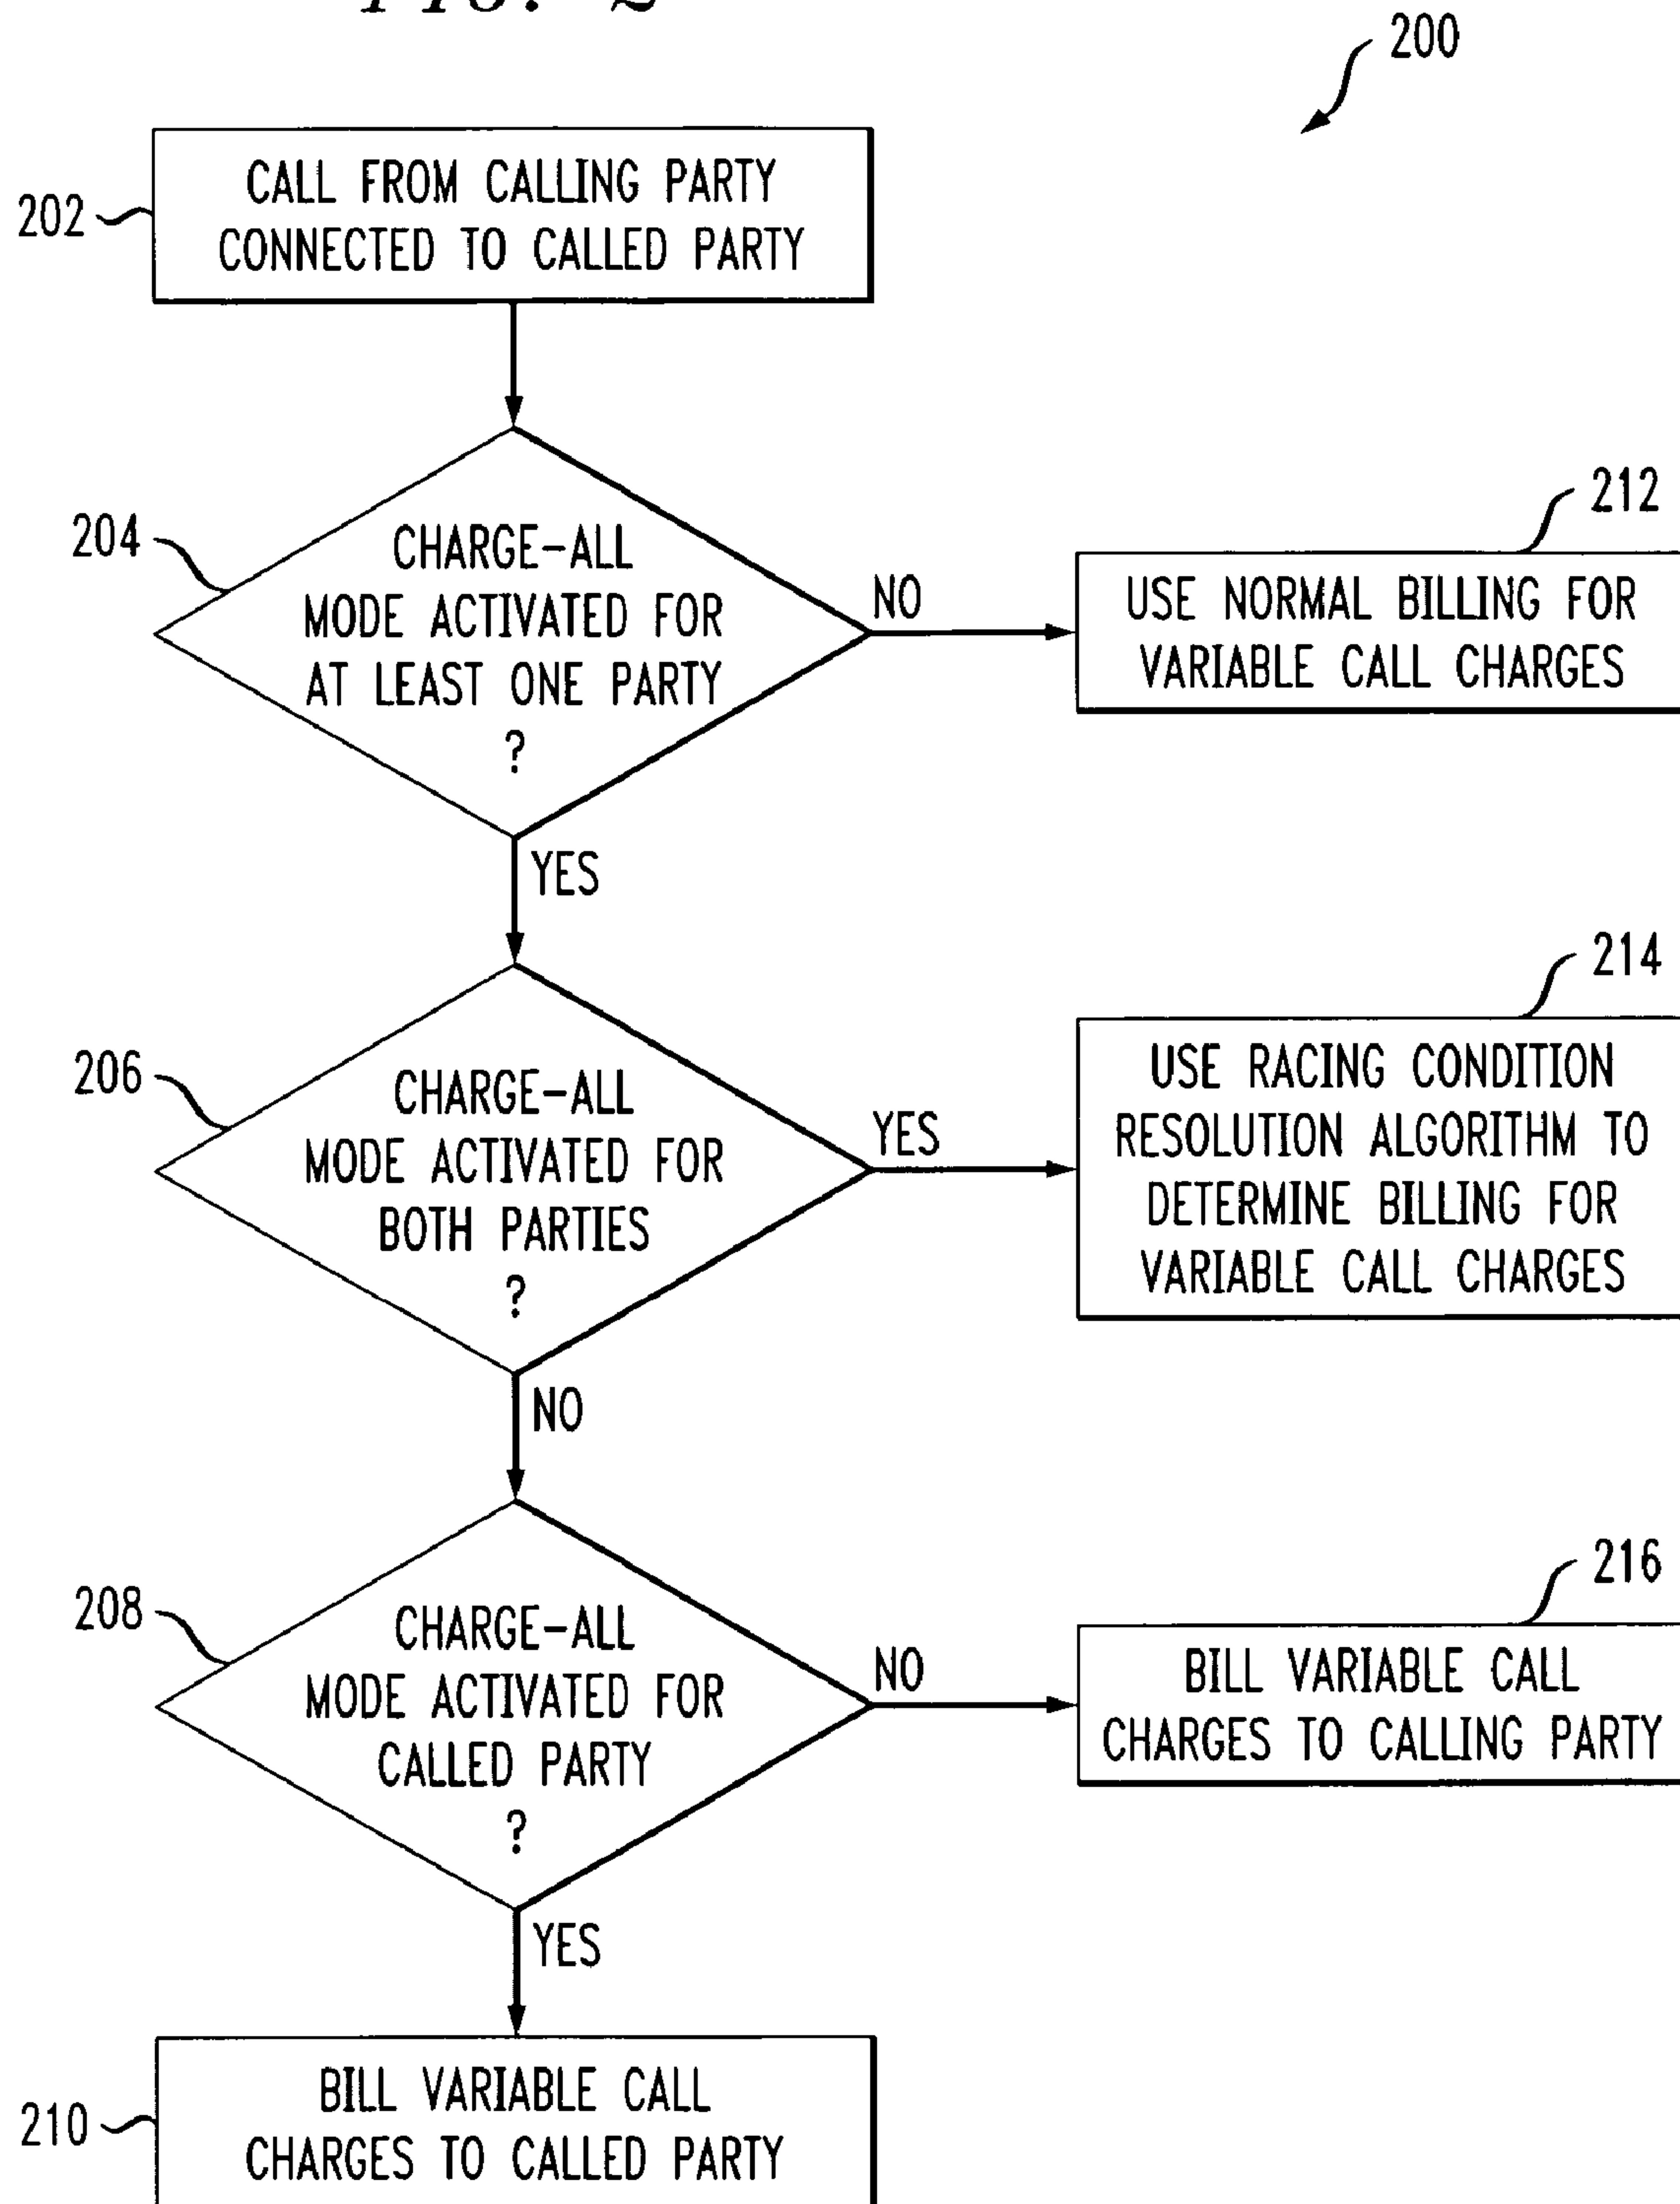 FIG. 2
200
202
CALL FROM CALLING PARTY
CONNECTED TO CALLED PARTY
204
CHARGE-ALL
MODE ACTIVATED FOR
AT LEAST ONE PARTY
?
NO
212
USE NORMAL BILLING FOR
VARIABLE CALL CHARGES
YES
206
CHARGE-ALL
MODE ACTIVATED FOR
BOTH PARTIES
?
YES
214
USE RACING CONDITION
RESOLUTION ALGORITHM TO
DETERMINE BILLING FOR
VARIABLE CALL CHARGES
NO
208
CHARGE-ALL
MODE ACTIVATED FOR
CALLED PARTY
?
NO
216
BILL VARIABLE CALL
CHARGES TO CALLING PARTY
YES
210
BILL VARIABLE CALL
CHARGES TO CALLED PARTY